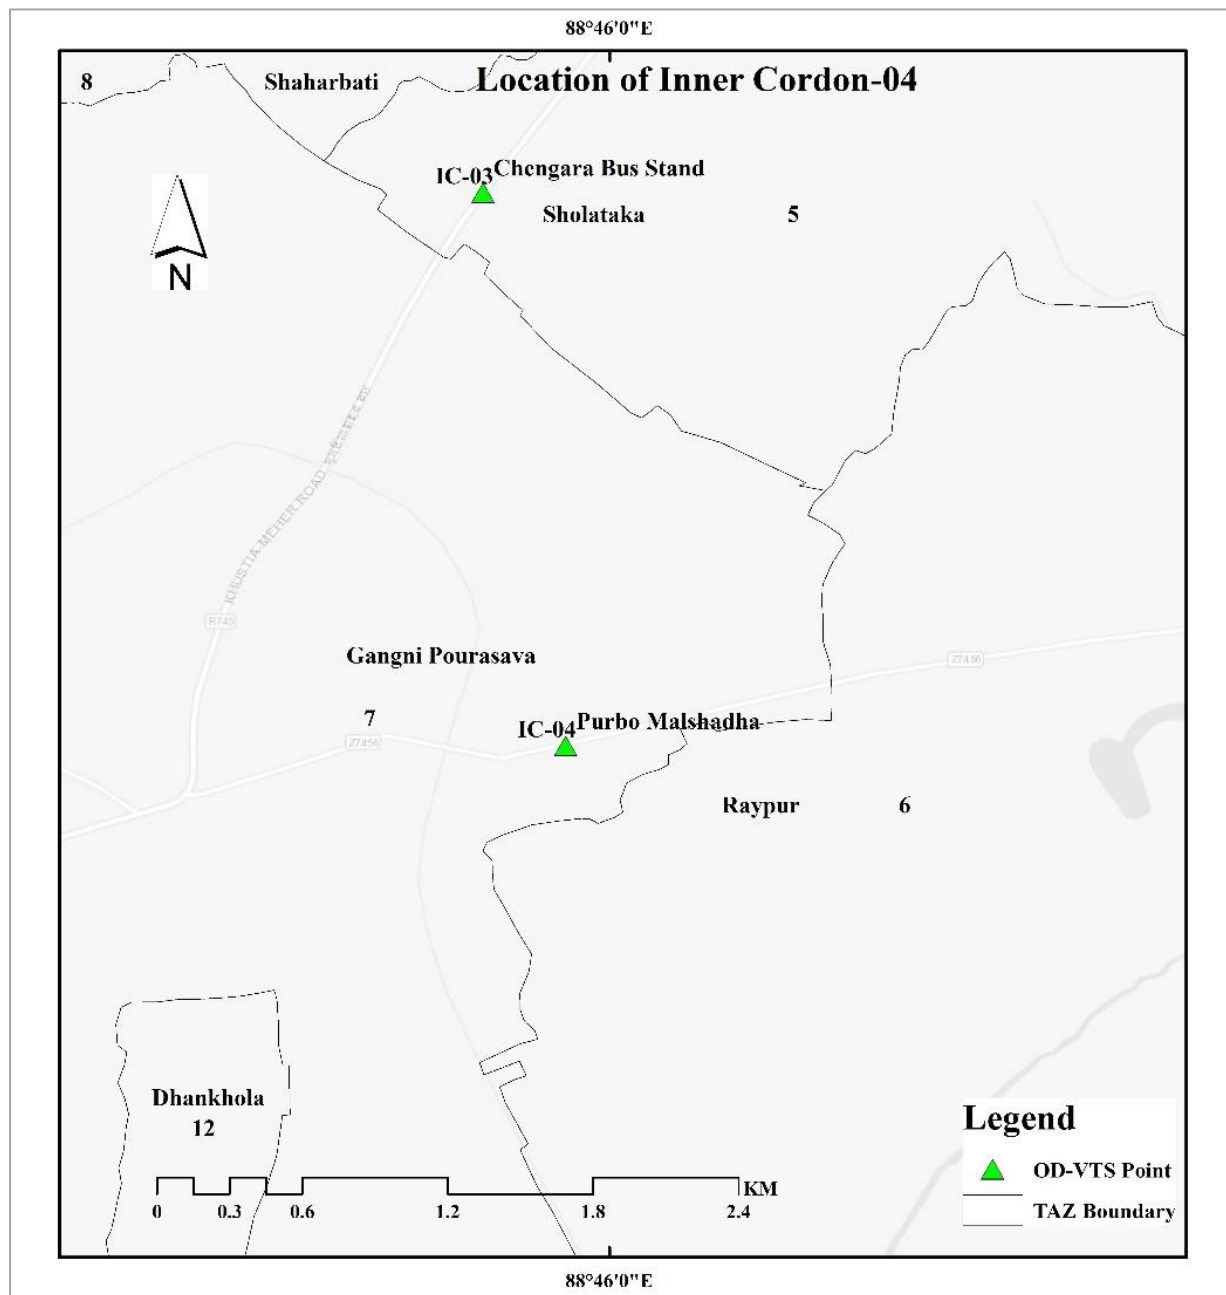 88°46'0"E
8
Shaharbati
Location of Inner Cordon-04
IC-03
Chengara Bus Stand
Sholataka
5
N
KHUSTIA-MEHER ROAD
R745
Z7456
Gangni Pourasava
7
Z7456
IC-04
Purbo Malshadha
Raypur
6
Dhankhola
12
Legend
OD-VTS Point
TAZ Boundary
KM
0 0.3 0.6 1.2 1.8 2.4
88°46'0"E